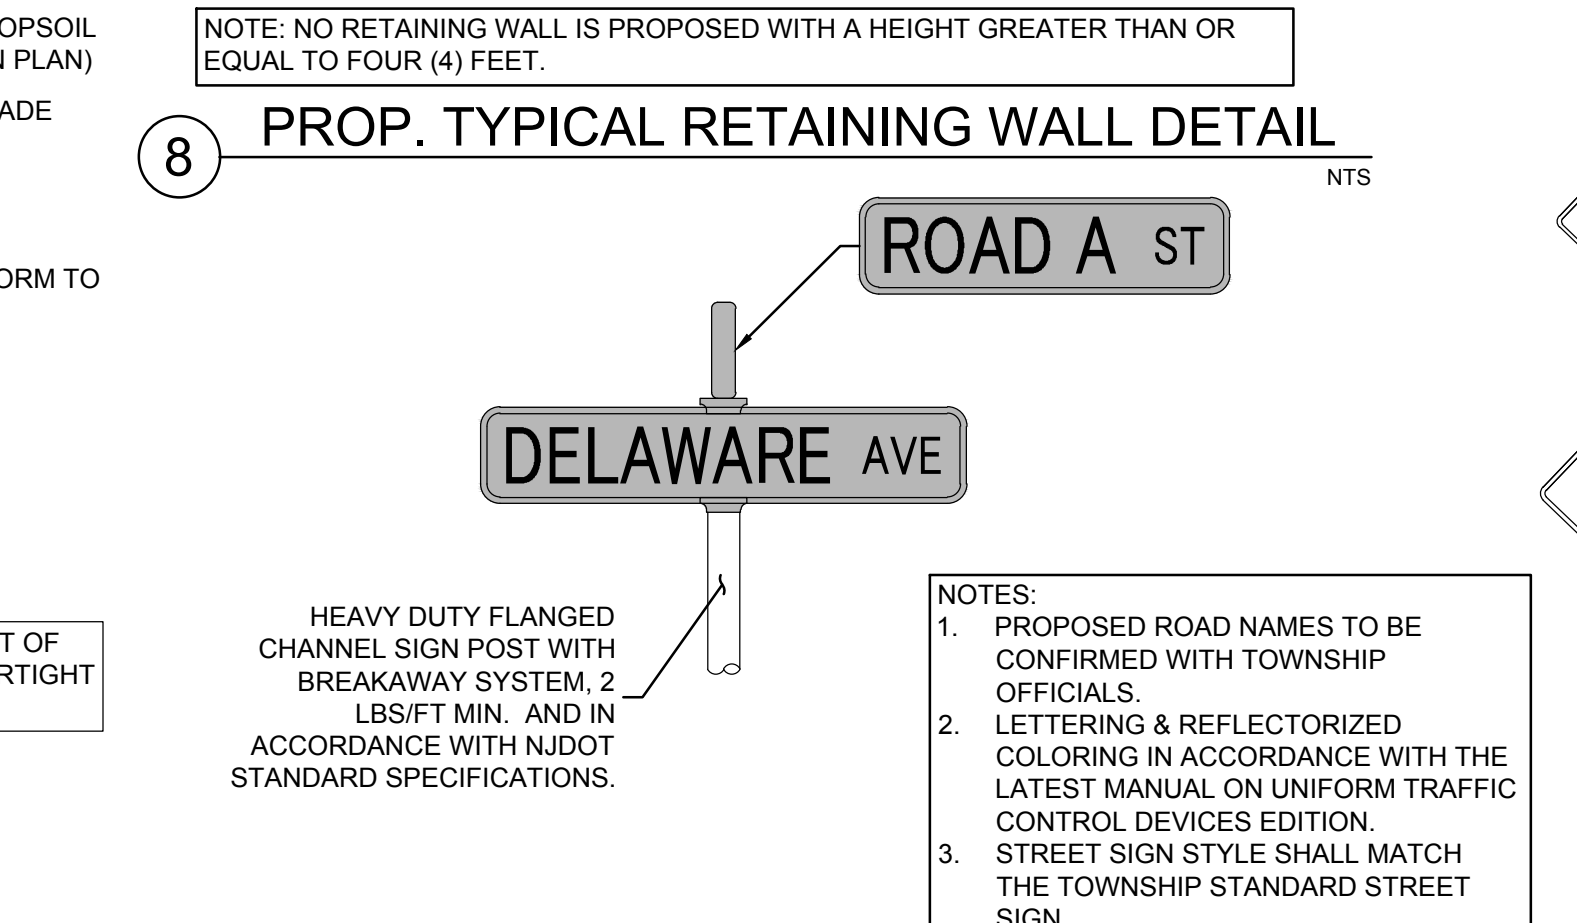 OPSOIL
N PLAN)
ADE
ORM TO
T OF
RTIGHT
NOTE: NO RETAINING WALL IS PROPOSED WITH A HEIGHT GREATER THAN OR
EQUAL TO FOUR (4) FEET.
8
PROP. TYPICAL RETAINING WALL DETAIL
NTS
ROAD A ST
DELAWARE AVE
HEAVY DUTY FLANGED
CHANNEL SIGN POST WITH
BREAKAWAY SYSTEM, 2
LBS/FT MIN. AND IN
ACCORDANCE WITH NJDOT
STANDARD SPECIFICATIONS.
NOTES:
1. PROPOSED ROAD NAMES TO BE
CONFIRMED WITH TOWNSHIP
OFFICIALS.
2. LETTERING & REFLECTORIZED
COLORING IN ACCORDANCE WITH THE
LATEST MANUAL ON UNIFORM TRAFFIC
CONTROL DEVICES EDITION.
3. STREET SIGN STYLE SHALL MATCH
THE TOWNSHIP STANDARD STREET
SIGN